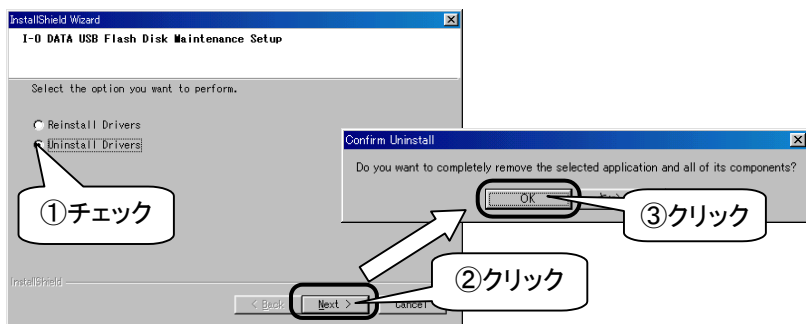 InstallShield Wizard
I-O DATA USB Flash Disk Maintenance Setup
Select the option you want to perform.
Reinstall Drivers
Uninstall Drivers
①チェック
InstallShield
< Back
Next >
Cancel
②クリック
Confirm Uninstall
Do you want to completely remove the selected application and all of its components?
OK
③クリック